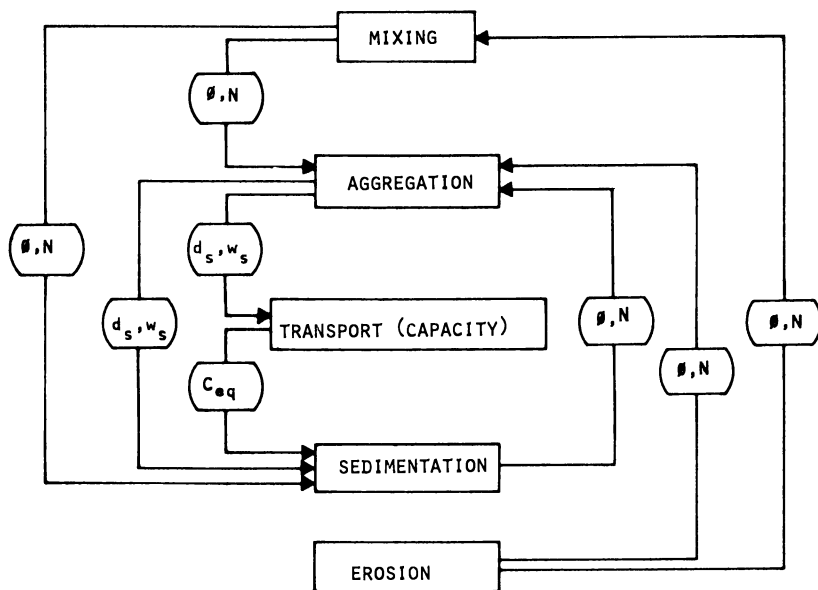 MIXING
ø,N
AGGREGATION
ø,N
d_s,w_s
d_s,w_s
TRANSPORT (CAPACITY)
ø,N
ø,N
ø,N
C_eq
SEDIMENTATION
EROSION